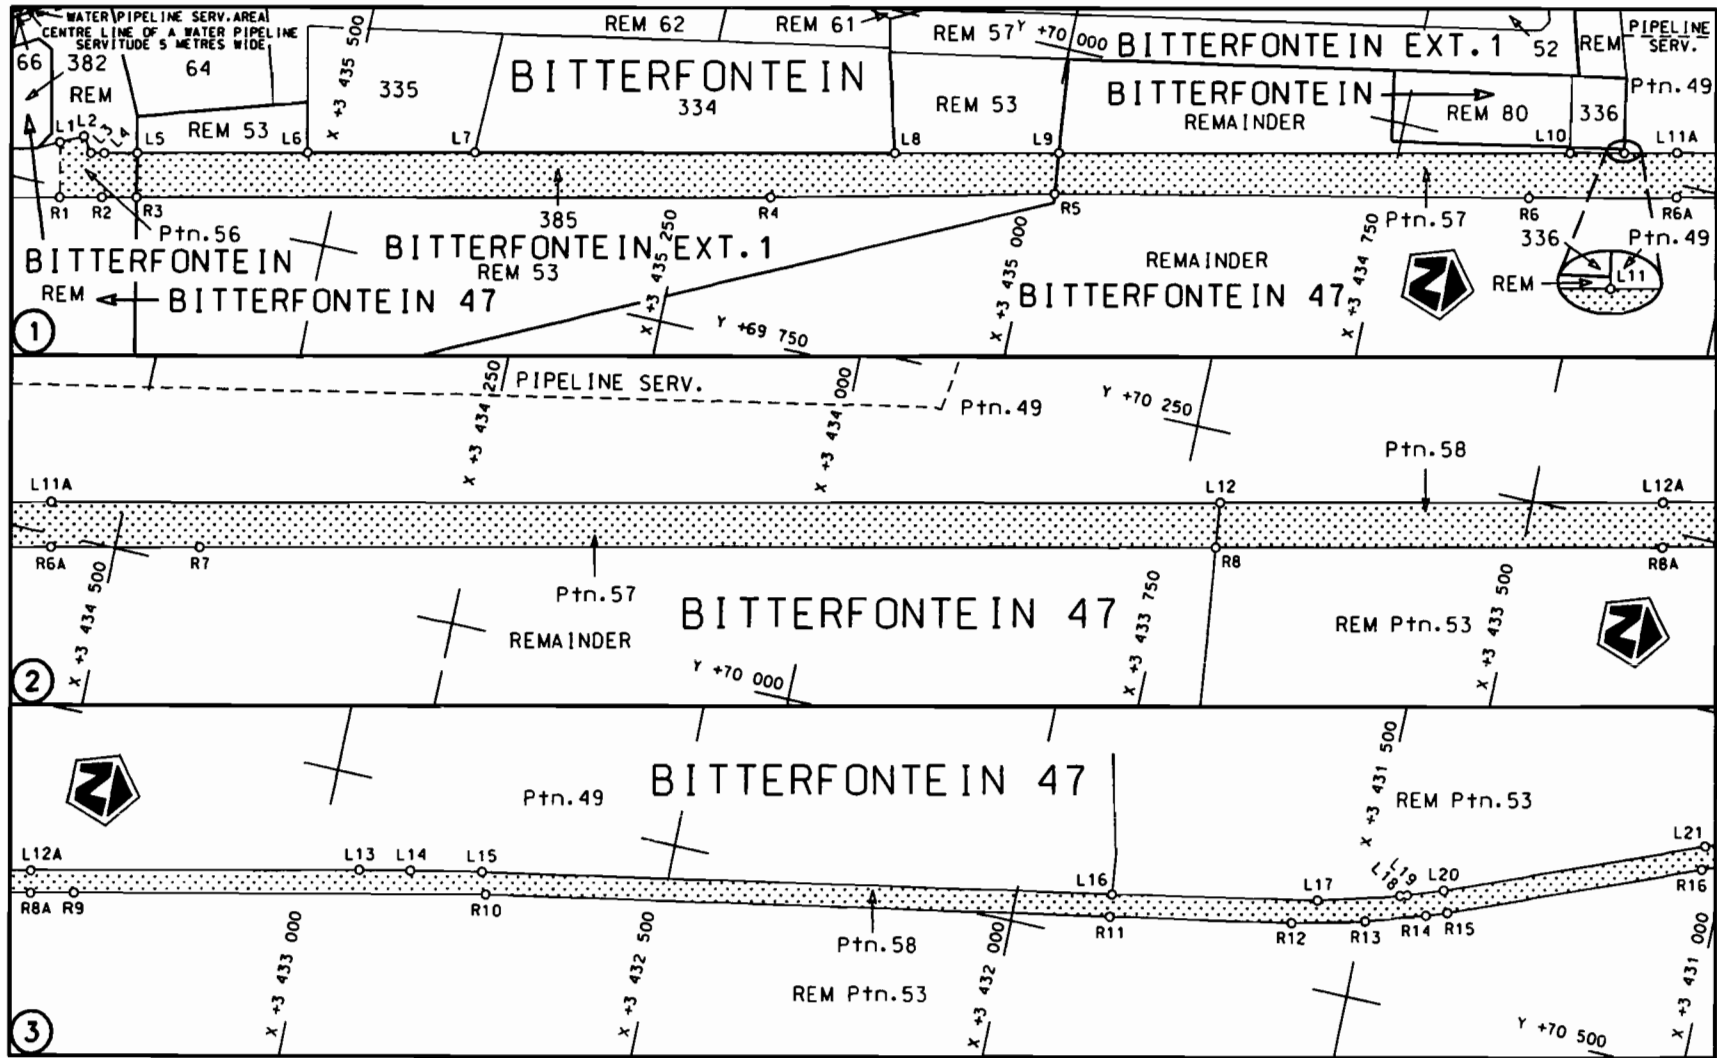 WATER PIPELINE SERV. AREA
CENTRE LINE OF A WATER PIPELINE
SERVITUDE 5 METRES WIDE
66
382
REM
64
X +3 435 500
335
REM 62
REM 61
REM 57
Y +70 000
BITTERFONTEIN EXT.1
52
REM
PIPELINE
SERV.
Ptn.49
BITTERFONTEIN
334
REM 53
REM 53
BITTERFONTEIN
REMAINDER
REM 80
336
L1
L2
L3
L4
L5
L6
L7
L8
L9
L10
L11A
R1
R2
R3
R4
R5
R6
R6A
Ptn.56
385
BITTERFONTEIN
BITTERFONTEIN EXT.1
REM 53
REM
BITTERFONTEIN 47
X +3 435 250
Y +69 750
X +3 435 000
REMAINDER
BITTERFONTEIN 47
X +3 434 750
Ptn.57
336
Ptn.49
REM
L11
1
PIPELINE SERV.
X +3 434 250
X +3 434 000
Ptn.49
Y +70 250
Ptn.58
L11A
L12
L12A
R6A
R7
R8
R8A
X +3 434 500
Ptn.57
REMAINDER
BITTERFONTEIN 47
Y +70 000
X +3 433 750
REM Ptn.53
X +3 433 500
2
BITTERFONTEIN 47
Ptn.49
X +3 431 500
REM Ptn.53
L12A
L13
L14
L15
L16
L17
L18
L19
L20
L21
R8A
R9
R10
R11
R12
R13
R14
R15
R16
X +3 433 000
X +3 432 500
Ptn.58
REM Ptn.53
X +3 432 000
Y +70 500
X +3 431 000
3